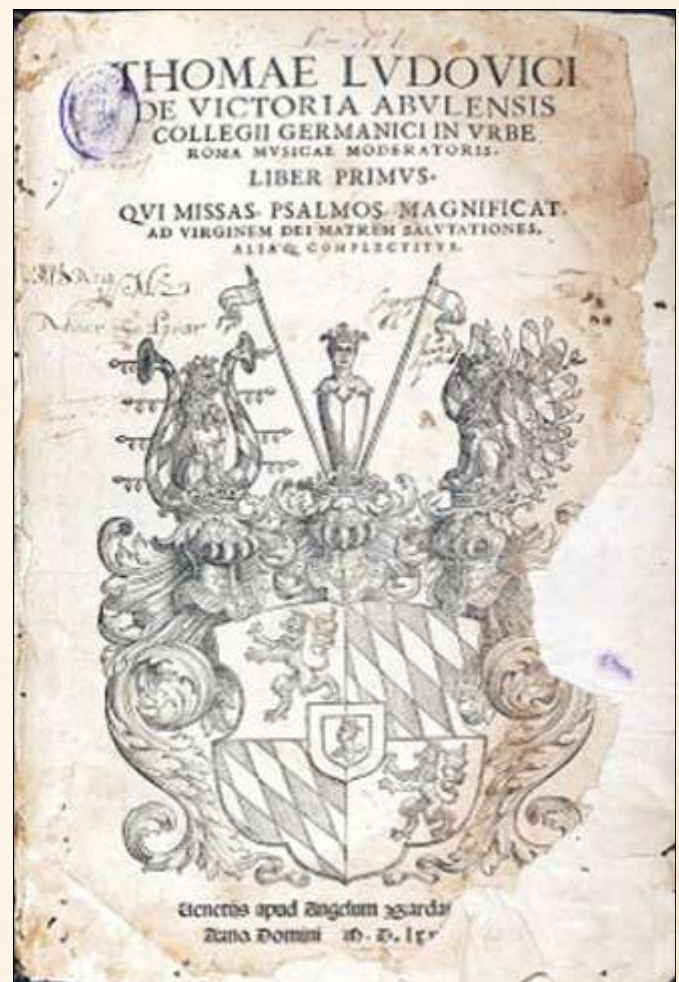 THOMAE LVDOVICI
DE VICTORIA ABVLENSIS
COLLEGII GERMANICI IN VRBE
ROMA MVSICAE MODERATORIS.
LIBER PRIMVS.
QVI MISSAS. PSALMOS. MAGNIFICAT.
AD VIRGINEM DEI MATREM SALVTATIONES.
ALIAQ. COMPLECTITVR.
Venetiis apud Angelum Gardan
Anno Domini M. D. lxx